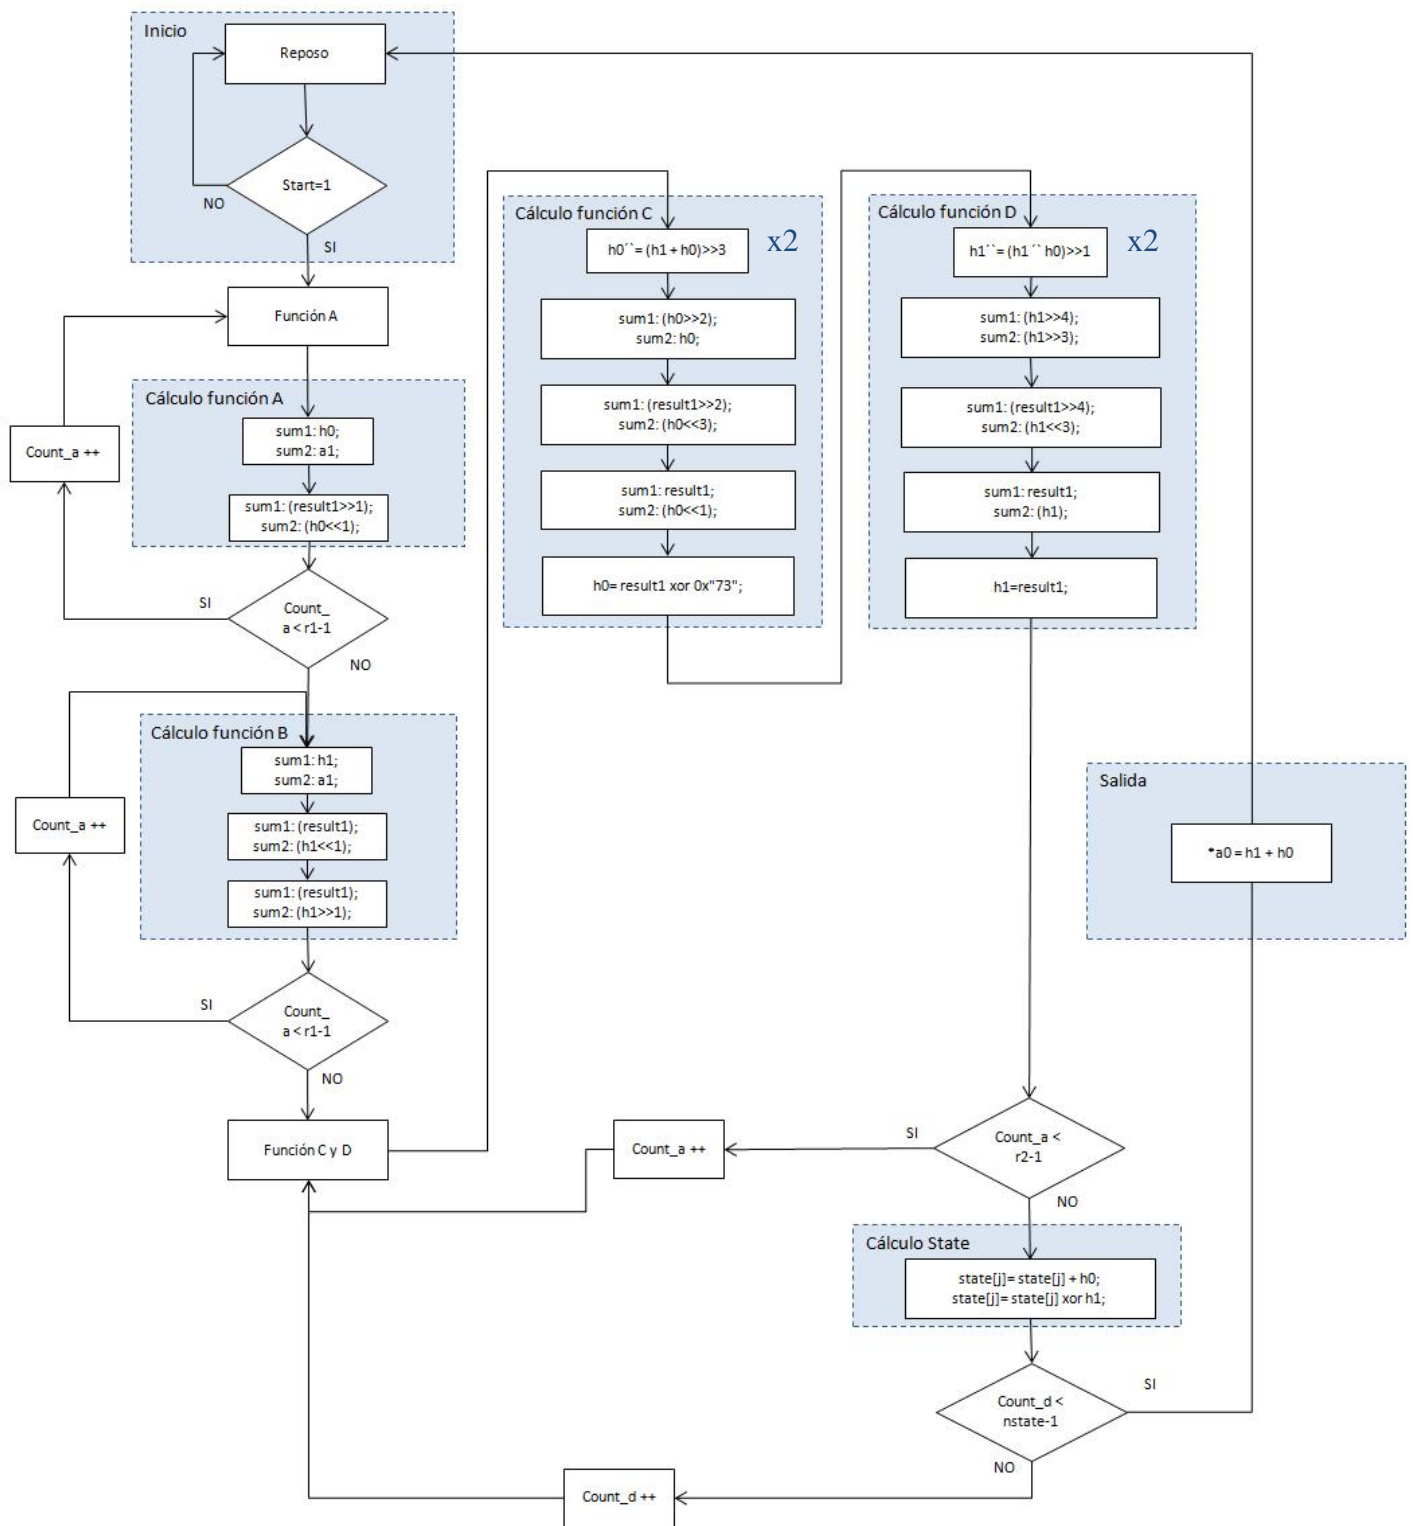 Inicio
Reposo
Start=1
NO
SI
Función A
Cálculo función A
sum1: h0;
sum2: a1;
Count_a ++
sum1: (result1>>1);
sum2: (h0<<1);
SI
Count_
a < r1-1
NO
Cálculo función B
sum1: h1;
sum2: a1;
Count_a ++
sum1: (result1);
sum2: (h1<<1);
sum1: (result1);
sum2: (h1>>1);
SI
Count_
a < r1-1
NO
Función C y D
Cálculo función C
x2
h0´´= (h1 + h0)>>3
sum1: (h0>>2);
sum2: h0;
sum1: (result1>>2);
sum2: (h0<<3);
sum1: result1;
sum2: (h0<<1);
h0= result1 xor 0x"73";
Cálculo función D
x2
h1´´= (h1´´ h0)>>1
sum1: (h1>>4);
sum2: (h1>>3);
sum1: (result1>>4);
sum2: (h1<<3);
sum1: result1;
sum2: (h1);
h1=result1;
Salida
*a0 = h1 + h0
Count_a ++
SI
Count_a <
r2-1
NO
Cálculo State
state[j]= state[j] + h0;
state[j]= state[j] xor h1;
Count_d <
nstate-1
SI
NO
Count_d ++